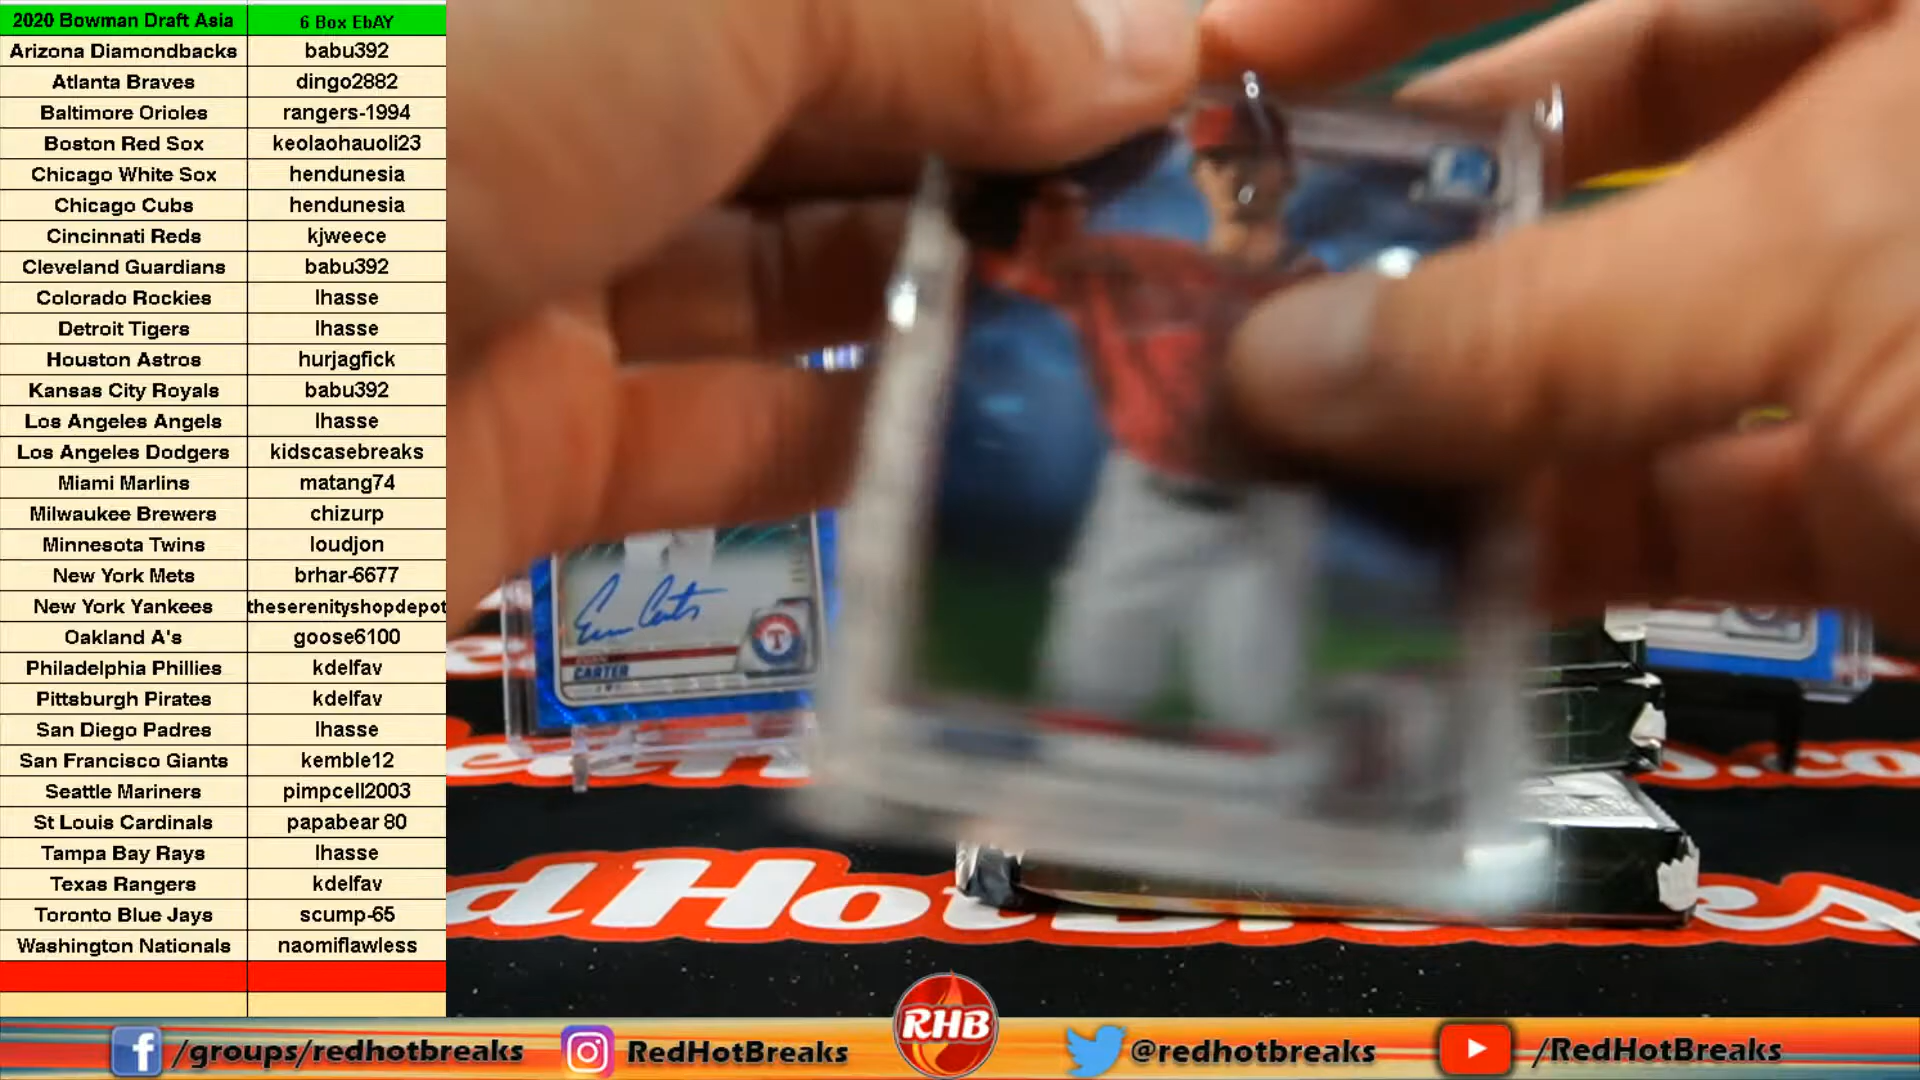 2020 Bowman Draft Asia 6 Box EbAY
Arizona Diamondbacks babu392
Atlanta Braves dingo2882
Baltimore Orioles rangers-1994
Boston Red Sox keolaohauoli23
Chicago White Sox hendunesia
Chicago Cubs hendunesia
Cincinnati Reds kjweece
Cleveland Guardians babu392
Colorado Rockies lhasse
Detroit Tigers lhasse
Houston Astros hurjagfick
Kansas City Royals babu392
Los Angeles Angels lhasse
Los Angeles Dodgers kidscasebreaks
Miami Marlins matang74
Milwaukee Brewers chizurp
Minnesota Twins loudjon
New York Mets brhar-6677
New York Yankees theserenityshopdepot
Oakland A's goose6100
Philadelphia Phillies kdelfav
Pittsburgh Pirates kdelfav
San Diego Padres lhasse
San Francisco Giants kemble12
Seattle Mariners pimpcell2003
St Louis Cardinals papabear 80
Tampa Bay Rays lhasse
Texas Rangers kdelfav
Toronto Blue Jays scump-65
Washington Nationals naomiflawless
CARTER
T
RHB
/groups/redhotbreaks
RedHotBreaks
@redhotbreaks
/RedHotBreaks